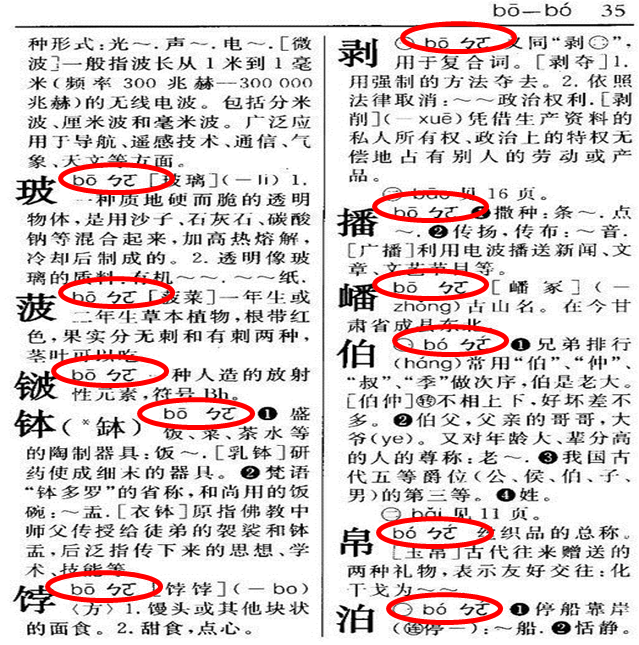 bō—bó 35
种形式:光～.声～.电～.[微
波]一般指波长从1米到1毫
米(频率300兆赫—300 000
兆赫)的无线电波。包括分米
波、厘米波和毫米波。广泛应
用于导航、遥感技术、通信、气
象、天文等方面。
玻 bō ㄅㄛ [玻璃](－li) 1.
一种质地硬而脆的透明
物体,是用沙子、石灰石、碳酸
钠等混合起来,加高热熔解,
冷却后制成的。2.透明像玻
璃的质料:有机～～.～～纸.
菠 bō ㄅㄛ [菠菜]一年生或
二年生草本植物,根带红
色,果实分无刺和有刺两种,
茎叶可以吃.
铍 bō ㄅㄛ 一种人造的放射
性元素,符号Bh。
钵(*缽) bō ㄅㄛ ❶盛
饭、菜、茶水等
的陶制器具:饭～.[乳钵]研
药使成细末的器具。❷梵语
“钵多罗”的省称,和尚用的饭
碗:～盂.[衣钵]原指佛教中
师父传授给徒弟的袈裟和钵
盂,后泛指传下来的思想、学
术、技能等
饽 bō ㄅㄛ [饽饽](－bo)
〈方〉1.馒头或其他块状
的面食。2.甜食,点心。
剥 ㊀ bō ㄅㄛ 义同“剥㊁”,
用于复合词。[剥夺]1.
用强制的方法夺去。2.依照
法律取消:～～政治权利.[剥
削](－xuē)凭借生产资料的
私人所有权、政治上的特权无
偿地占有别人的劳动或产
品。
㊁ bāo 见16页。
播 bō ㄅㄛ ❶撒种:条～.点
～.❷传扬,传布:～音.
[广播]利用电波播送新闻、文
章、文艺节目等。
嶓 bō ㄅㄛ [嶓冢](－
zhǒng)古山名。在今甘
肃省成县东北.
伯 ㊀ bó ㄅㄛˊ ❶兄弟排行
(háng)常用“伯”、“仲”、
“叔”、“季”做次序,伯是老大。
[伯仲]㊕不相上下,好坏差不
多。❷伯父,父亲的哥哥,大
爷(ye)。又对年龄大、辈分高
的人的尊称:老～.❸我国古
代五等爵位(公、侯、伯、子、
男)的第三等。❹姓。
㊁ bǎi 见11页。
帛 bó ㄅㄛˊ 丝织品的总称。
[玉帛]古代往来赠送的
两种礼物,表示友好交往:化
干戈为～～
泊 ㊀ bó ㄅㄛˊ ❶停船靠岸
(㊣停－):～船.❷恬静。